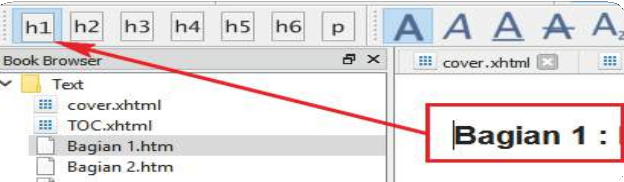 h1 h2 h3 h4 h5 h6 p A A A A A2
Book Browser
cover.xhtml
Text
cover.xhtml
TOC.xhtml
Bagian 1.htm
Bagian 2.htm
Bagian 1 :